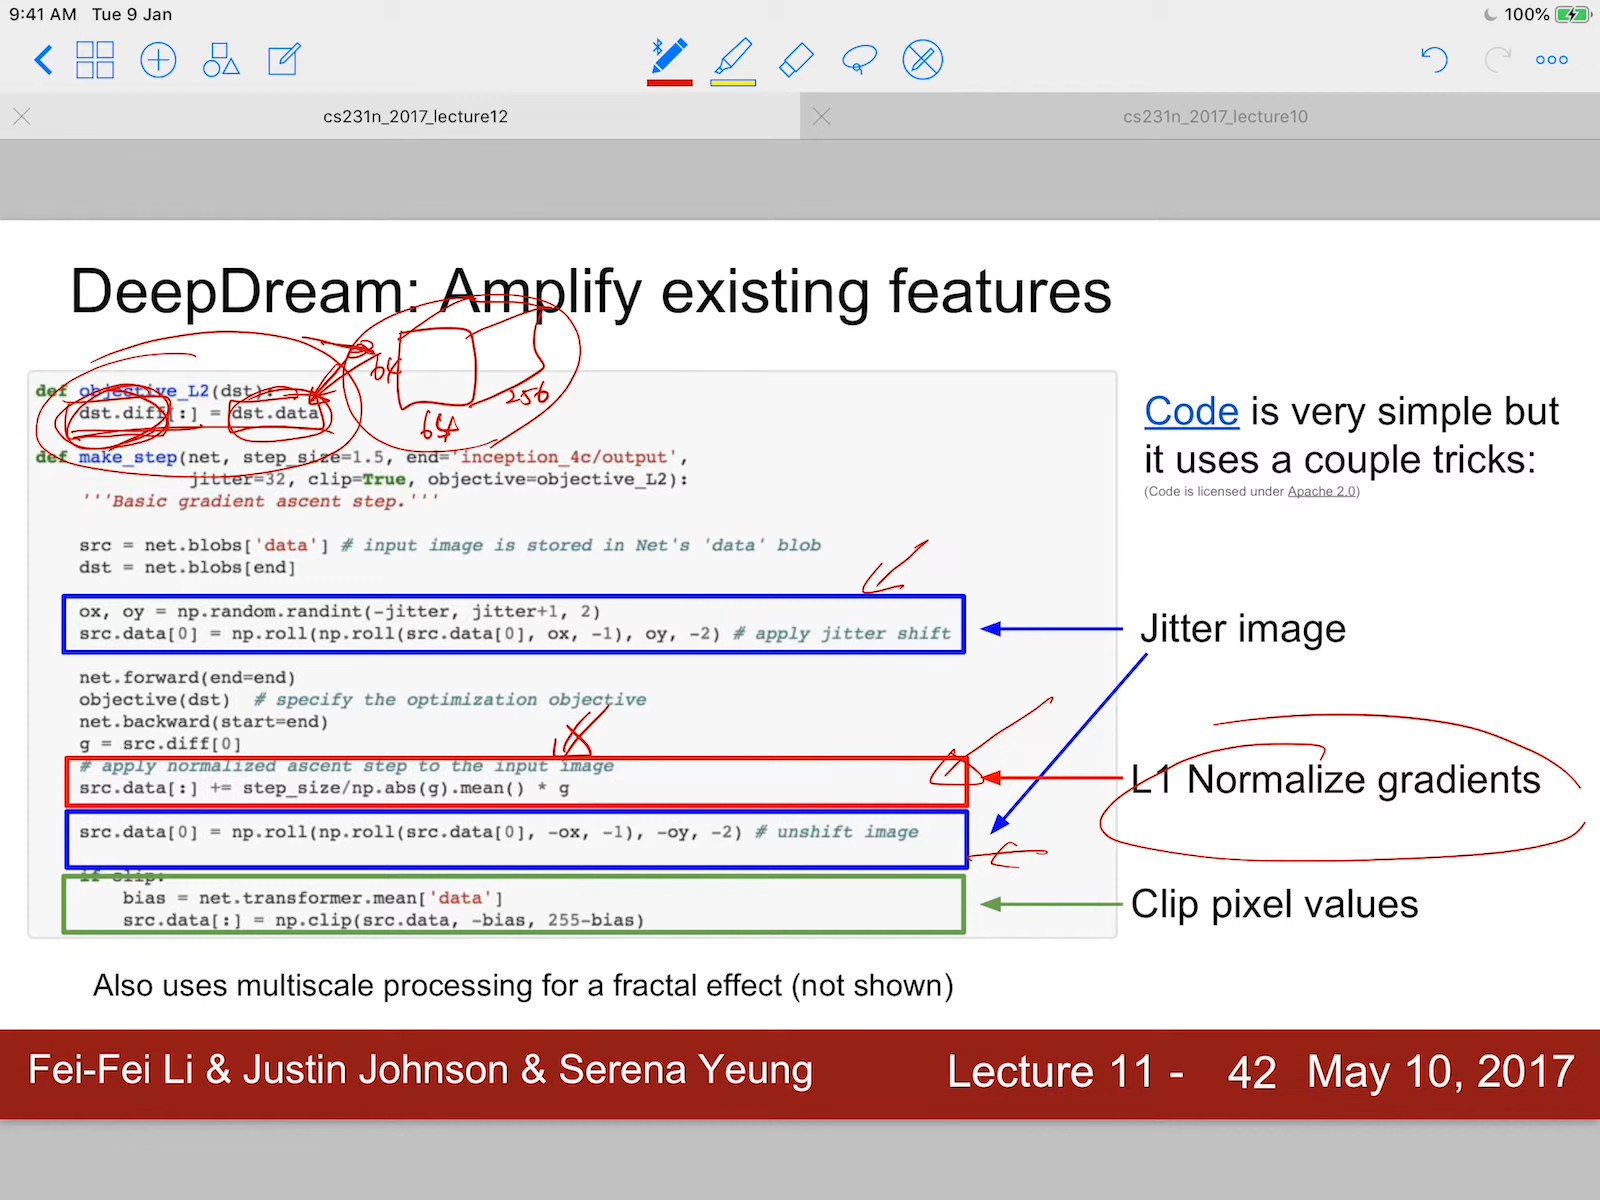 9:41 AM Tue 9 Jan
100%
cs231n_2017_lecture12
cs231n_2017_lecture10
DeepDream: Amplify existing features
64
64
256
def objective_L2(dst):
dst.diff[:] = dst.data
def make_step(net, step_size=1.5, end='inception_4c/output',
jitter=32, clip=True, objective=objective_L2):
'''Basic gradient ascent step.'''
src = net.blobs['data'] # input image is stored in Net's 'data' blob
dst = net.blobs[end]
ox, oy = np.random.randint(-jitter, jitter+1, 2)
src.data[0] = np.roll(np.roll(src.data[0], ox, -1), oy, -2) # apply jitter shift
net.forward(end=end)
objective(dst) # specify the optimization objective
net.backward(start=end)
g = src.diff[0]
# apply normalized ascent step to the input image
src.data[:] += step_size/np.abs(g).mean() * g
src.data[0] = np.roll(np.roll(src.data[0], -ox, -1), -oy, -2) # unshift image
if clip:
bias = net.transformer.mean['data']
src.data[:] = np.clip(src.data, -bias, 255-bias)
Code is very simple but
it uses a couple tricks:
(Code is licensed under Apache 2.0)
Jitter image
L1 Normalize gradients
Clip pixel values
Also uses multiscale processing for a fractal effect (not shown)
Fei-Fei Li & Justin Johnson & Serena Yeung
Lecture 11 - 42 May 10, 2017